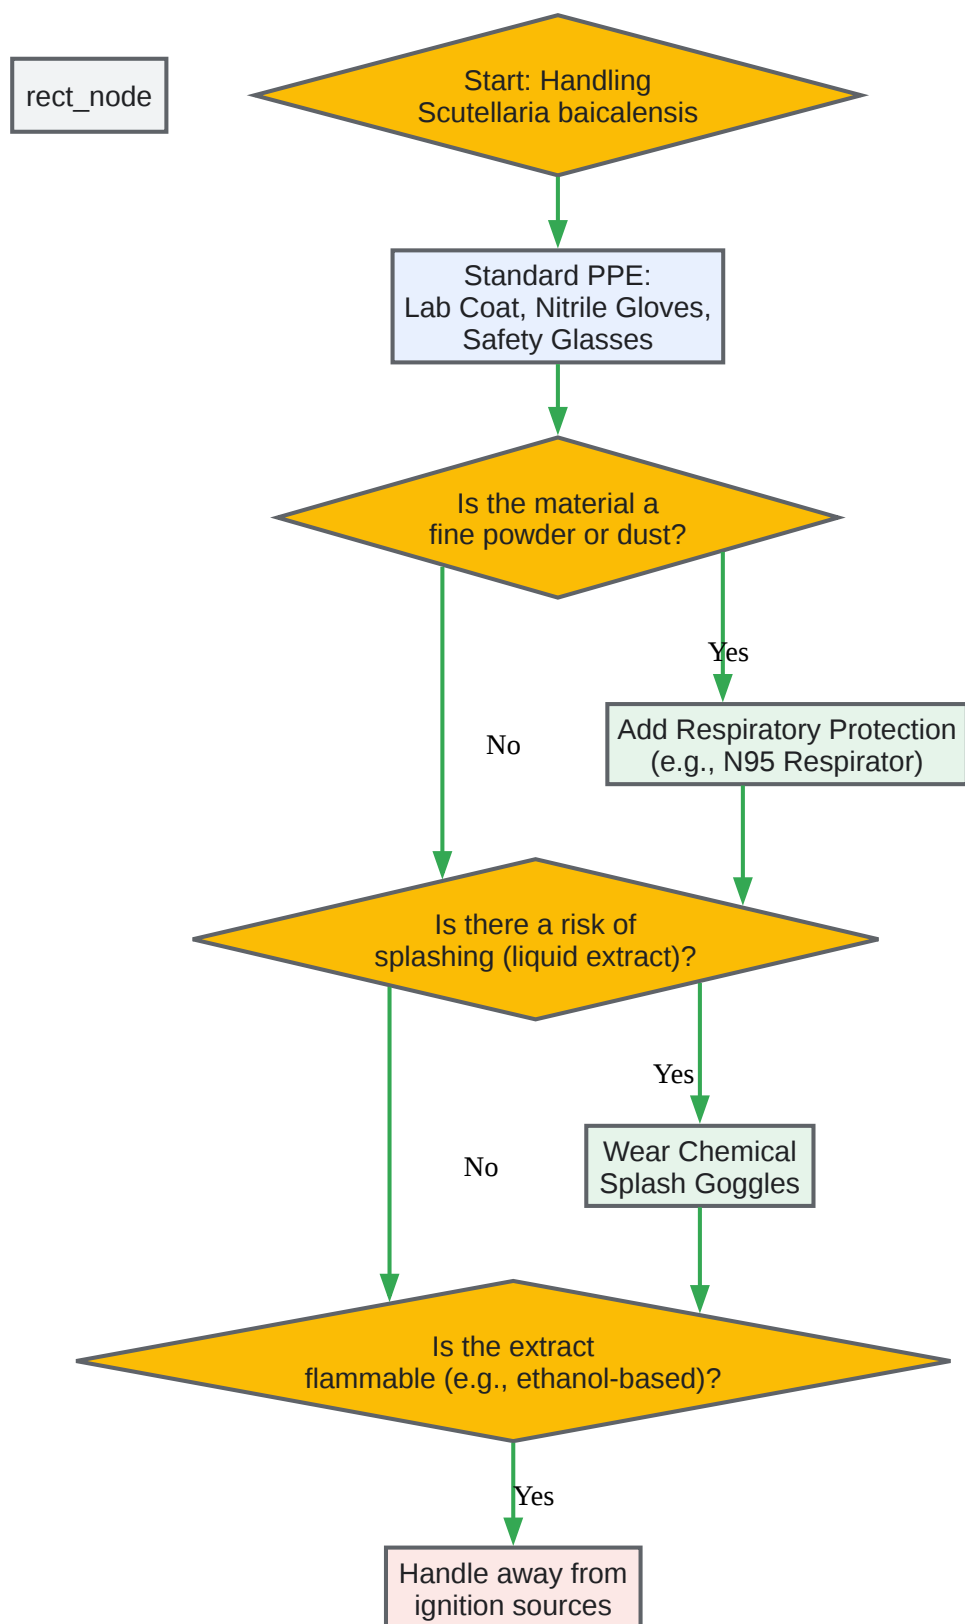 rect_node
Start: Handling
Scutellaria baicalensis
Standard PPE:
Lab Coat, Nitrile Gloves,
Safety Glasses
Is the material a
fine powder or dust?
Yes
No
Add Respiratory Protection
(e.g., N95 Respirator)
Is there a risk of
splashing (liquid extract)?
Yes
No
Wear Chemical
Splash Goggles
Is the extract
flammable (e.g., ethanol-based)?
Yes
Handle away from
ignition sources